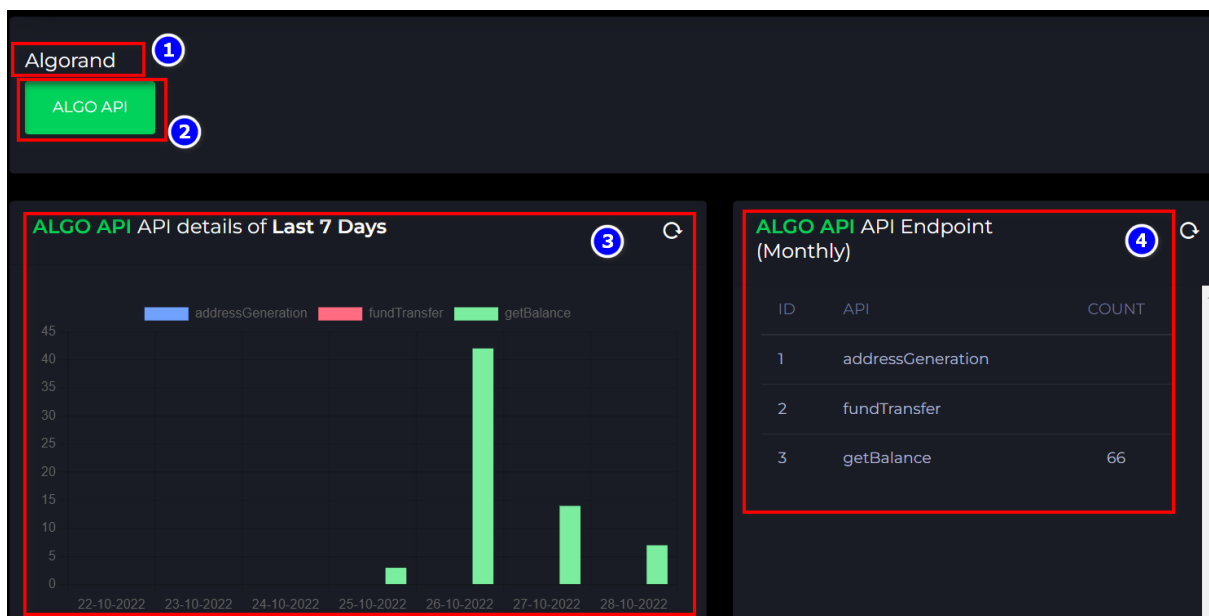 Algorand
1
ALGO API
2
ALGO API API details of Last 7 Days
3
addressGeneration fundTransfer getBalance
45
40
35
30
25
20
15
10
5
0
22-10-2022 23-10-2022 24-10-2022 25-10-2022 26-10-2022 27-10-2022 28-10-2022
ALGO API API Endpoint
(Monthly)
4
ID API COUNT
1 addressGeneration
2 fundTransfer
3 getBalance 66